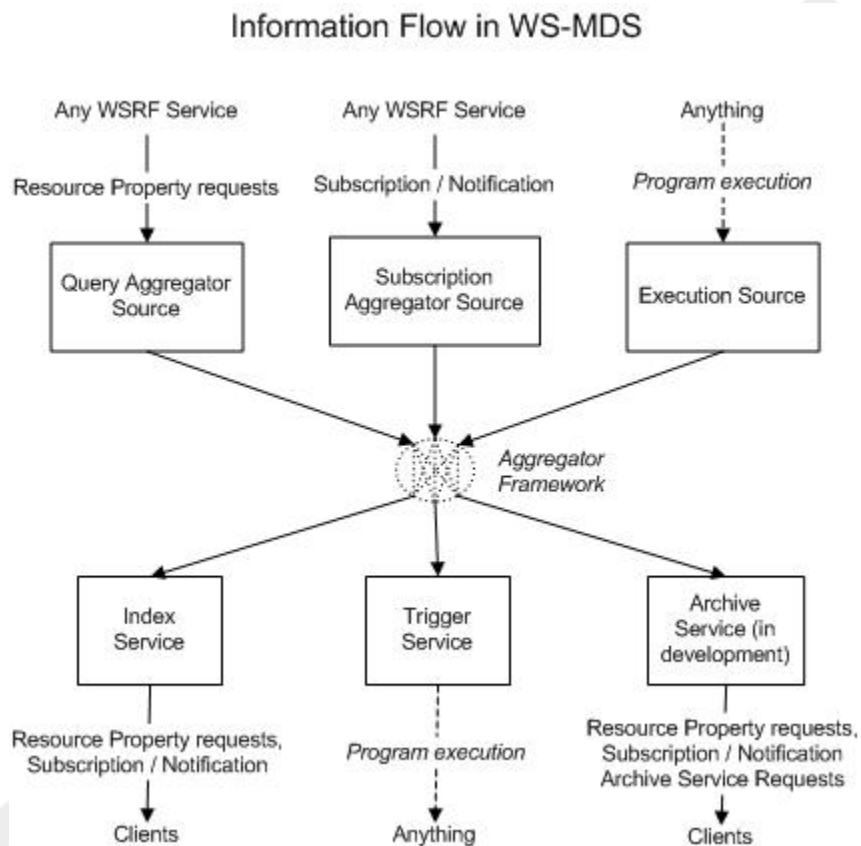 Information Flow in WS-MDS
Any WSRF Service
Any WSRF Service
Anything
Resource Property requests
Subscription / Notification
Program execution
Query Aggregator
Source
Subscription
Aggregator Source
Execution Source
Aggregator
Framework
Index
Service
Trigger
Service
Archive
Service (in
development)
Resource Property requests,
Subscription / Notification
Program execution
Resource Property requests,
Subscription / Notification
Archive Service Requests
Clients
Anything
Clients